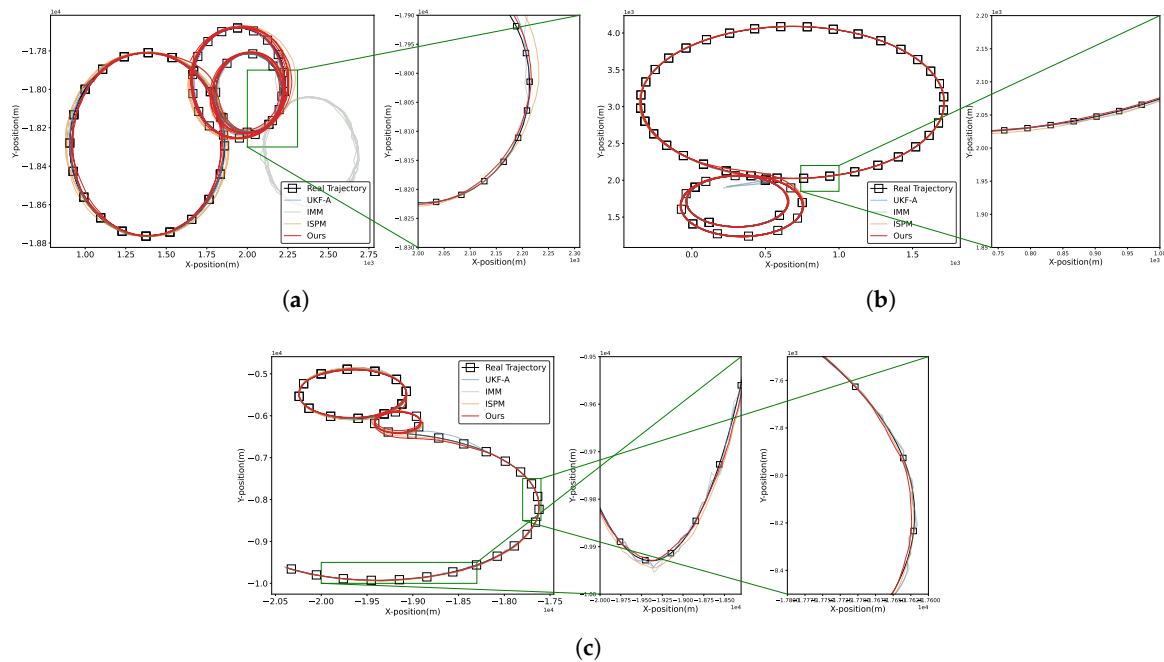 1e4
−1.78
−1.80
−1.82
−1.84
−1.86
−1.88
Y-position(m)
1.00
1.25
1.50
1.75
2.00
2.25
2.50
2.75
1e3
X-position(m)
Real Trajectory
UKF-A
IMM
ISPM
Ours
1e4
−1.790
−1.795
−1.800
−1.805
−1.810
−1.815
−1.820
−1.825
−1.830
Y-position(m)
2.00
2.05
2.10
2.15
2.20
2.25
2.30
1e3
X-position(m)
(a)
1e3
4.0
3.5
3.0
2.5
2.0
1.5
Y-position(m)
0.0
0.5
1.0
1.5
1e3
X-position(m)
Real Trajectory
UKF-A
IMM
ISPM
Ours
1e3
2.20
2.15
2.10
2.05
2.00
1.95
1.90
1.85
Y-position(m)
0.75
0.80
0.85
0.90
0.95
1.00
1e3
X-position(m)
(b)
1e4
−0.5
−0.6
−0.7
−0.8
−0.9
−1.0
Y-position(m)
−2.05
−2.00
−1.95
−1.90
−1.85
−1.80
−1.75
1e4
X-position(m)
Real Trajectory
UKF-A
IMM
ISPM
Ours
1e4
−0.95
−0.96
−0.97
−0.98
−0.99
−1.00
Y-position(m)
−2.000
−1.975
−1.950
−1.925
−1.900
−1.875
−1.850
1e4
X-position(m)
1e3
−7.6
−7.8
−8.0
−8.2
−8.4
Y-position(m)
−1.7600
1e4
X-position(m)
(c)